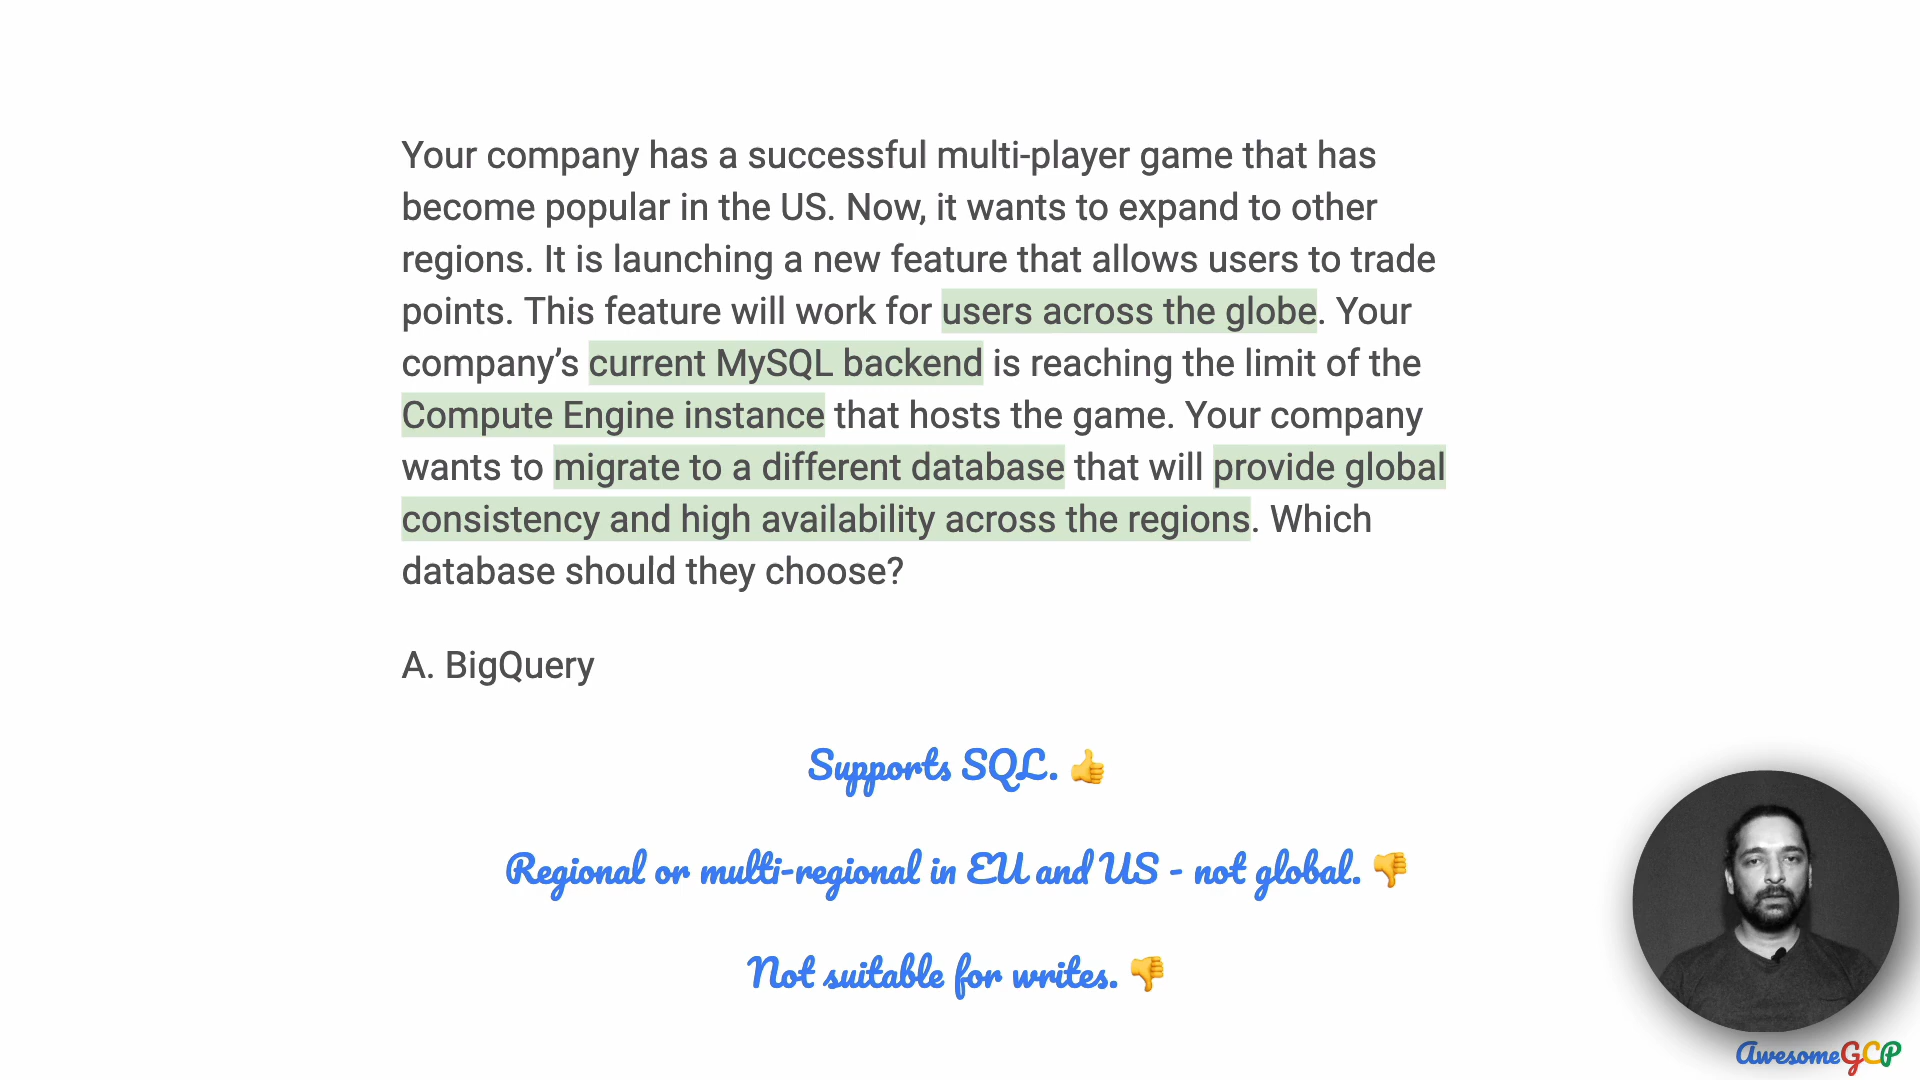 Your company has a successful multi-player game that has
become popular in the US. Now, it wants to expand to other
regions. It is launching a new feature that allows users to trade
points. This feature will work for users across the globe. Your
company’s current MySQL backend is reaching the limit of the
Compute Engine instance that hosts the game. Your company
wants to migrate to a different database that will provide global
consistency and high availability across the regions. Which
database should they choose?
A. BigQuery
Supports SQL. 👍
Regional or multi-regional in EU and US - not global. 👎
Not suitable for writes. 👎
AwesomeGCP